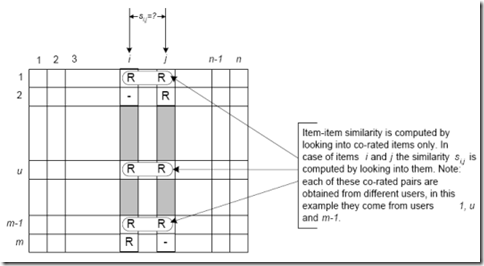 s i,j =?
1 2 3 i j n-1 n
1 R R
2 - R
u R R
m-1 R R
m R -
Item-item similarity is computed by
looking into co-rated items only. In
case of items i and j the similarity s i,j is
computed by looking into them. Note:
each of these co-rated pairs are
obtained from different users, in this
example they come from users 1, u
and m-1.